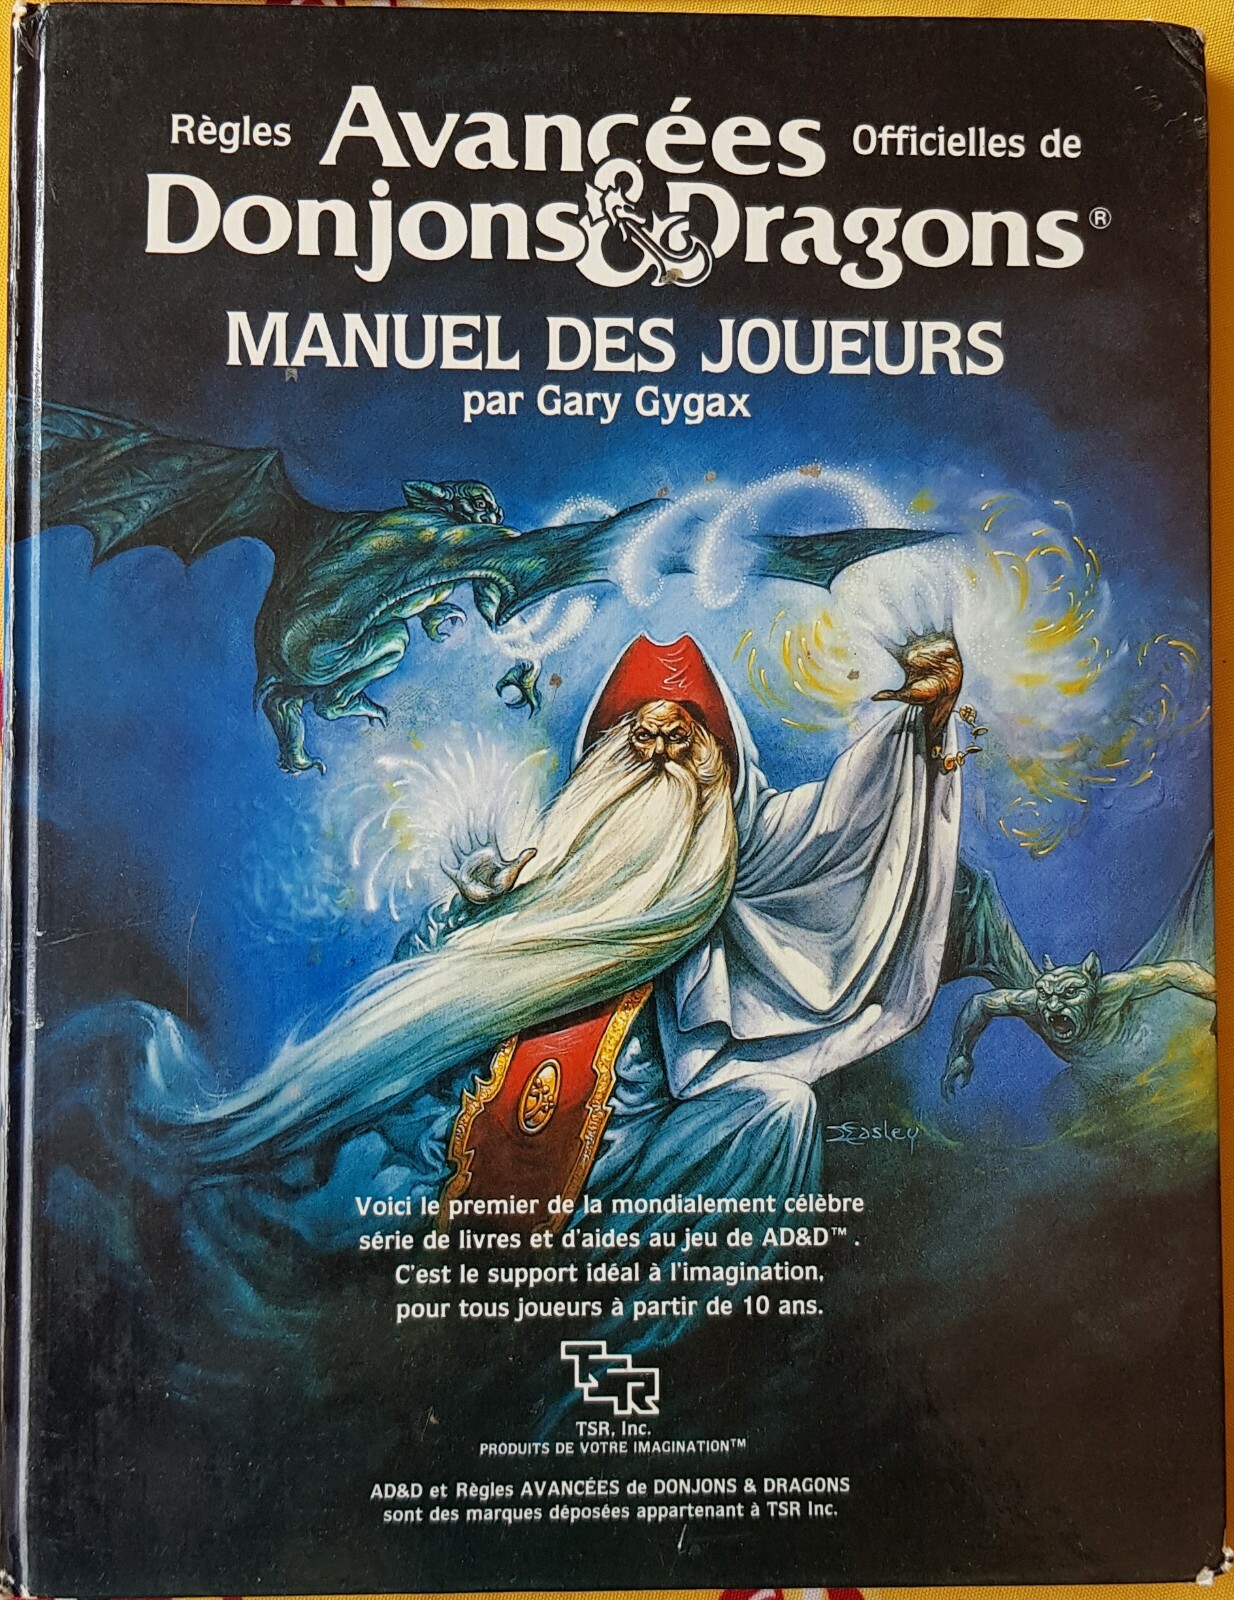 Règles Avancées Officielles de
Donjons & Dragons®
MANUEL DES JOUEURS
par Gary Gygax
Easley
Voici le premier de la mondialement célèbre
série de livres et d'aides au jeu de AD&D™ .
C'est le support idéal à l'imagination,
pour tous joueurs à partir de 10 ans.
TSR
TSR, Inc.
PRODUITS DE VOTRE IMAGINATION™
AD&D et Règles AVANCÉES de DONJONS & DRAGONS
sont des marques déposées appartenant à TSR Inc.